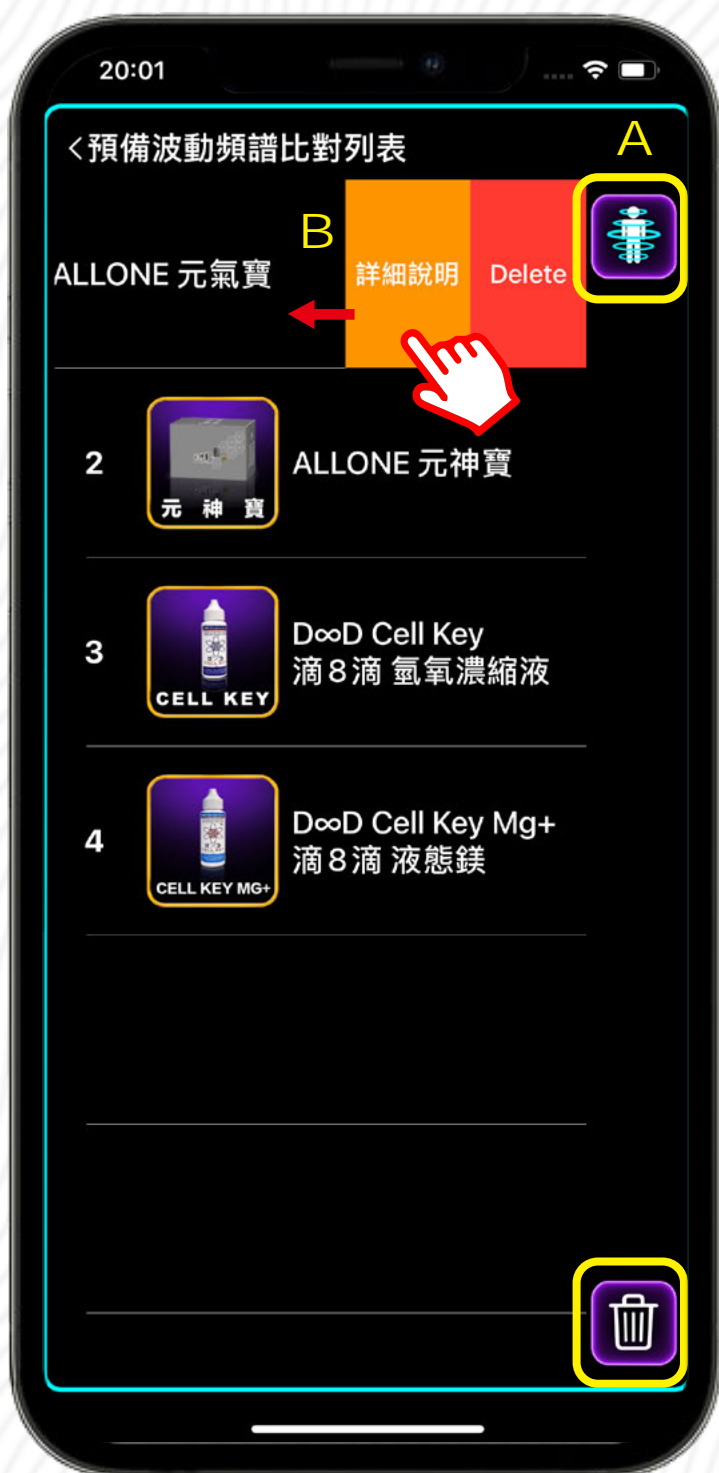 20:01
<預備波動頻譜比對列表
A
B
ALLONE 元氣寶
詳細說明
Delete
2
元 神 寶
ALLONE 元神寶
3
CELL KEY
D∞D Cell Key
滴8滴 氫氧濃縮液
4
CELL KEY MG+
D∞D Cell Key Mg+
滴8滴 液態鎂